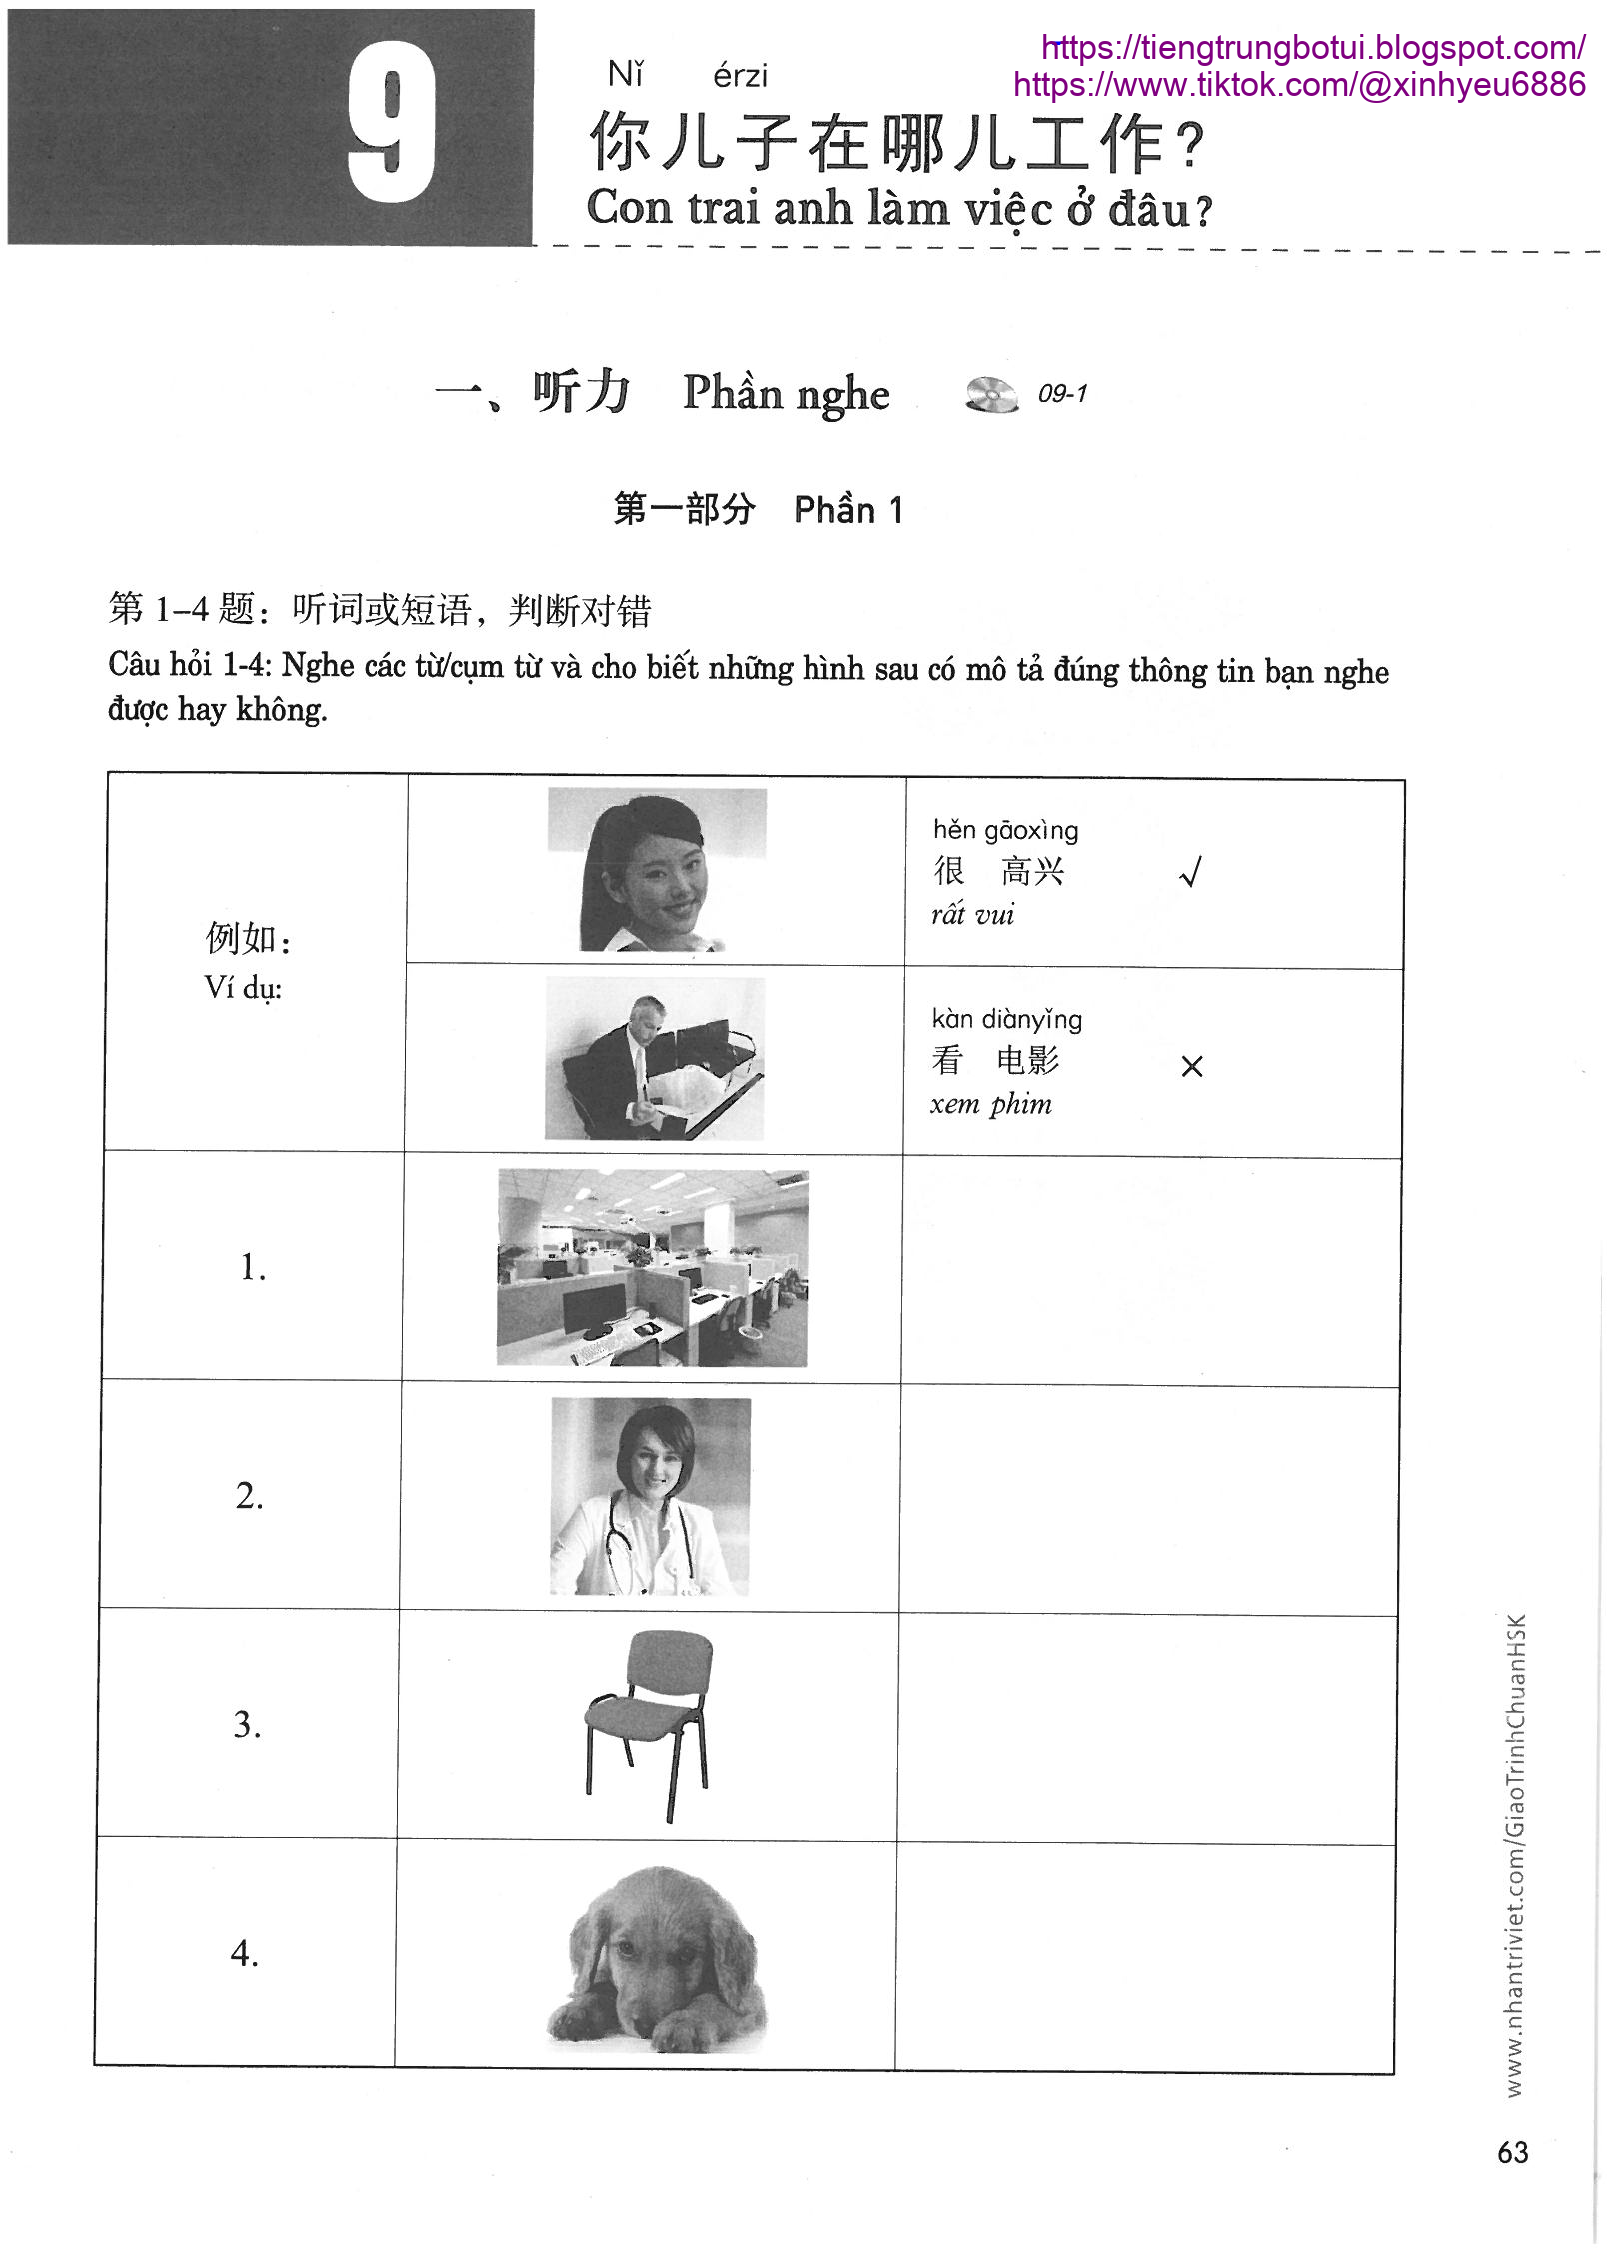 https://tiengtrungbotui.blogspot.com/
https://www.tiktok.com/@xinhyeu6886
9
Nǐ érzi
你儿子在哪儿工作？
Con trai anh làm việc ở đâu?
一、听力 Phần nghe 09-1
第一部分 Phần 1
第 1–4 题：听词或短语，判断对错
Câu hỏi 1-4: Nghe các từ/cụm từ và cho biết những hình sau có mô tả đúng thông tin bạn nghe
được hay không.
例如：
Ví dụ:
hěn gāoxìng
很 高兴 √
rất vui
kàn diànyǐng
看 电影 ×
xem phim
1.
2.
3.
4.
www.nhantriviet.com/GiaoTrinhChuanHSK
63